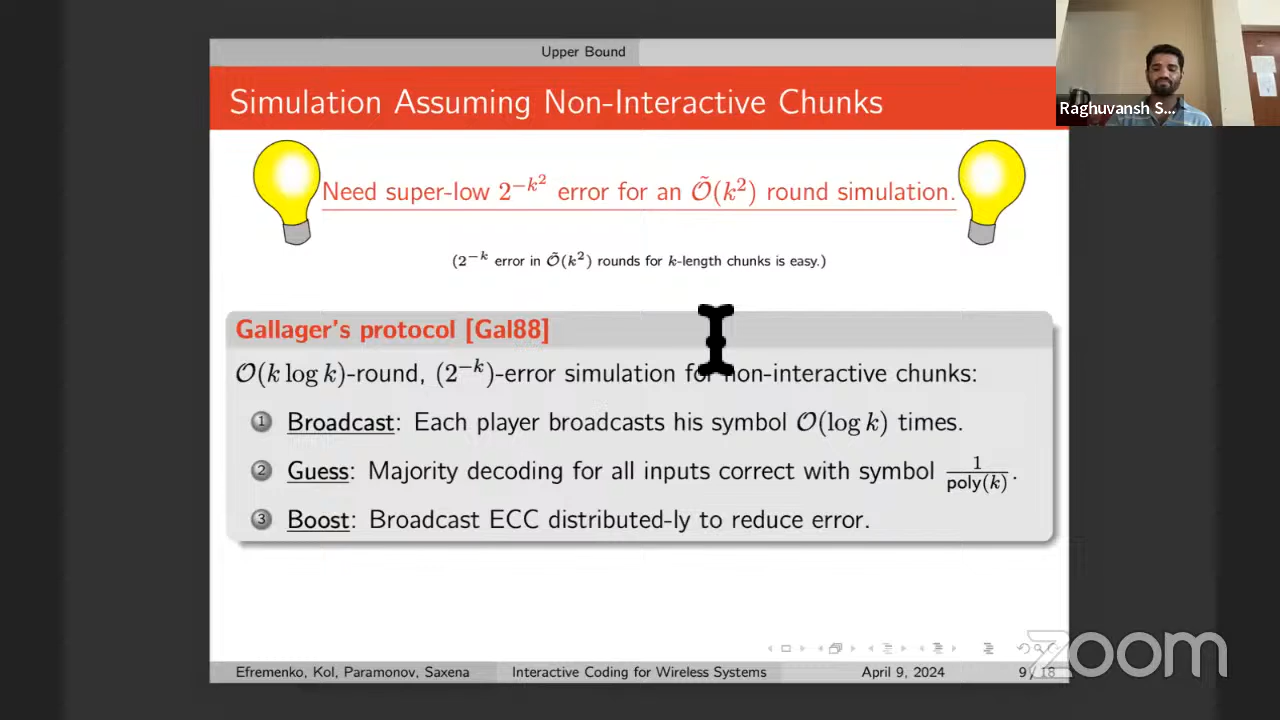 Upper Bound
Simulation Assuming Non-Interactive Chunks
Raghuvansh S...
Need super-low 2^{-k^2} error for an Õ(k^2) round simulation.
(2^{-k} error in Õ(k^2) rounds for k-length chunks is easy.)
Gallager's protocol [Gal88]
O(k log k)-round, (2^{-k})-error simulation for non-interactive chunks:
1 Broadcast: Each player broadcasts his symbol O(log k) times.
2 Guess: Majority decoding for all inputs correct with symbol 1/poly(k).
3 Boost: Broadcast ECC distributed-ly to reduce error.
Efremenko, Kol, Paramonov, Saxena Interactive Coding for Wireless Systems April 9, 2024 9 / 18
zoom